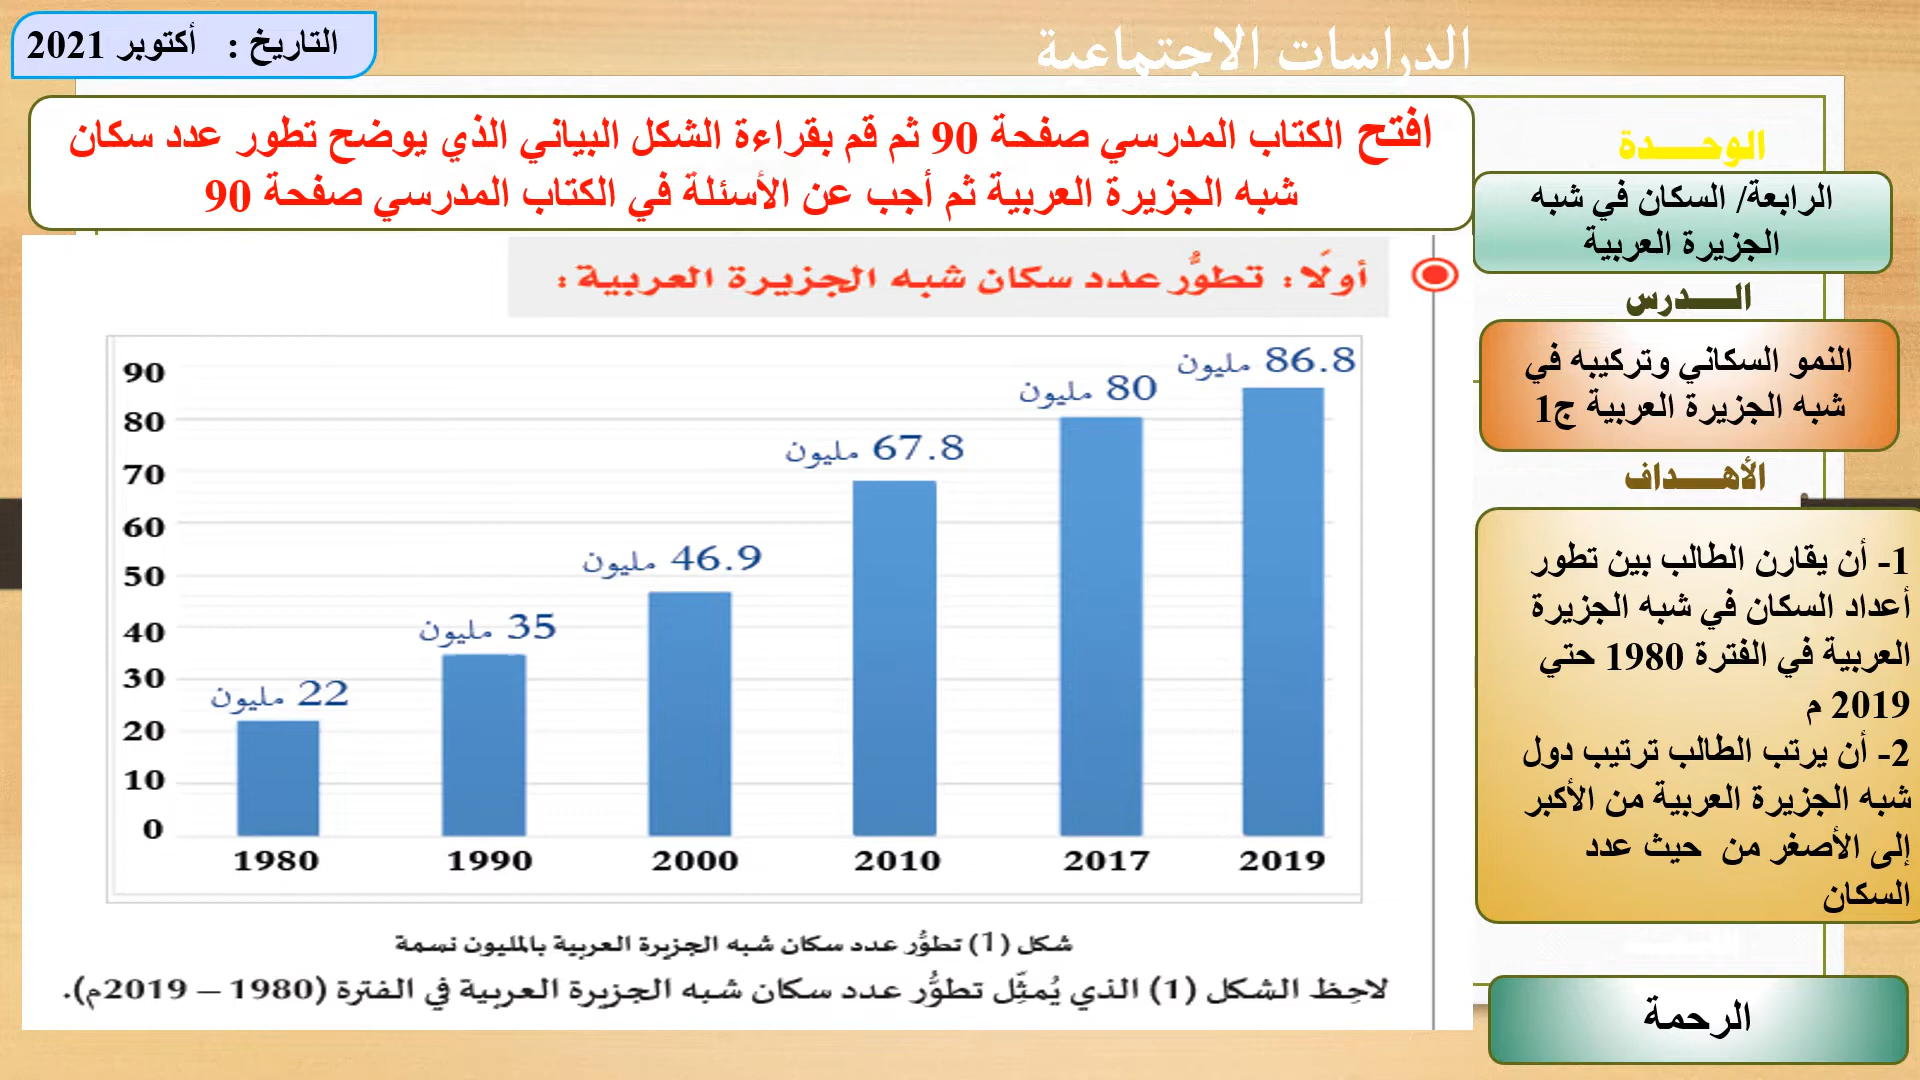 الدراسات الاجتماعية
التاريخ : أكتوبر 2021
افتح الكتاب المدرسي صفحة 90 ثم قم بقراءة الشكل البياني الذي يوضح تطور عدد سكان
شبه الجزيرة العربية ثم أجب عن الأسئلة في الكتاب المدرسي صفحة 90
الوحـــدة
الرابعة/ السكان في شبه
الجزيرة العربية
الـــدرس
النمو السكاني وتركيبه في
شبه الجزيرة العربية ج1
الأهـــداف
1- أن يقارن الطالب بين تطور
أعداد السكان في شبه الجزيرة
العربية في الفترة 1980 حتي
2019 م
2- أن يرتب الطالب ترتيب دول
شبه الجزيرة العربية من الأكبر
إلى الأصغر من حيث عدد
السكان
الرحمة
أولًا: تطوُّر عدد سكان شبه الجزيرة العربية:
90
80
70
60
50
40
30
20
10
0
22 مليون
35 مليون
46.9 مليون
67.8 مليون
80 مليون
86.8 مليون
1980 1990 2000 2010 2017 2019
شكل (1) تطوُّر عدد سكان شبه الجزيرة العربية بالمليون نسمة
لاحِظ الشكل (1) الذي يُمثِّل تطوُّر عدد سكان شبه الجزيرة العربية في الفترة (1980 – 2019م).